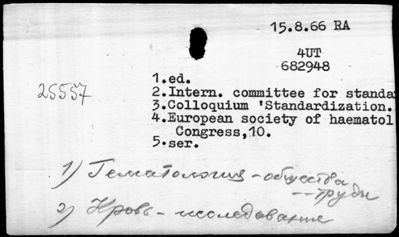 15.8.66 RA
4UT
682948
25557
1.ed.
2.Intern. committee for standa
3.Colloquium 'Standardization.
4.European society of haematol
Congress,10.
5.ser.
1) Гематология - общества
-- труды
2) Кровь - исследование